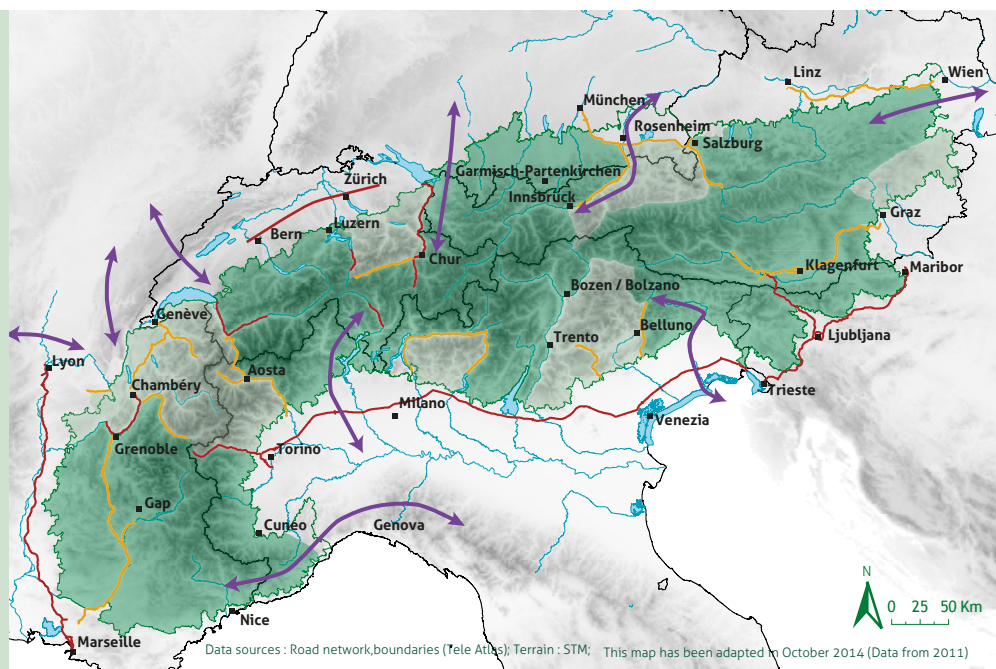 Linz
Wien
München
Rosenheim
Salzburg
Garmisch-Partenkirchen
Zürich
Innsbruck
Luzern
Bern
Graz
Chur
Klagenfurt
Maribor
Bozen / Bolzano
Genève
Trento
Belluno
Ljubljana
Lyon
Aosta
Chambéry
Trieste
Milano
Venezia
Grenoble
Torino
Gap
Cunéo
Genova
N
0 25 50 Km
Nice
Marseille
Data sources : Road network,boundaries (Tele Atlas); Terrain : STM; This map has been adapted in October 2014 (Data from 2011)